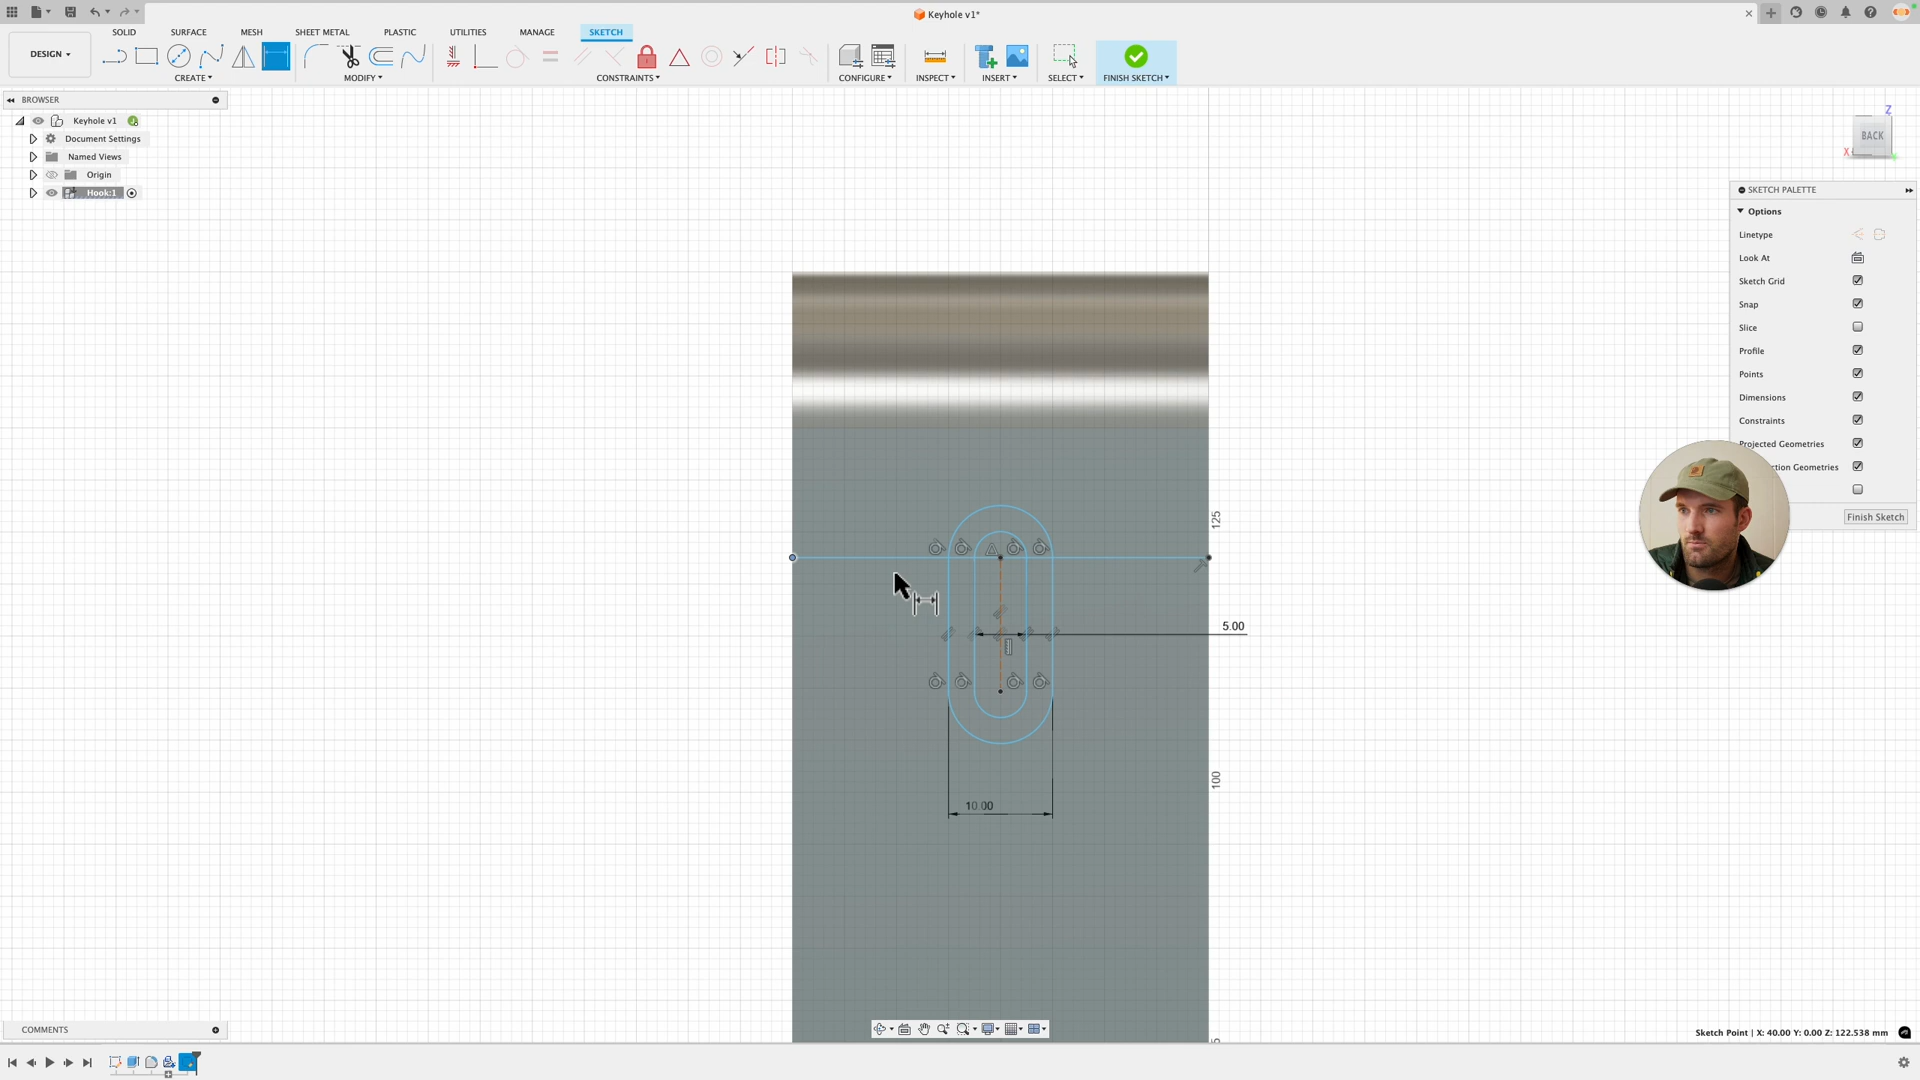 Keyhole v1*
SOLID SURFACE MESH SHEET METAL PLASTIC UTILITIES MANAGE SKETCH
DESIGN
CREATE MODIFY CONSTRAINTS CONFIGURE INSPECT INSERT SELECT FINISH SKETCH
BROWSER
Keyhole v1
Document Settings
Named Views
Origin
Hook:1
Z
BACK
X
SKETCH PALETTE
Options
Linetype
Look At
Sketch Grid
Snap
Slice
Profile
Points
Dimensions
Constraints
Projected Geometries
ction Geometries
Finish Sketch
125
5.00
100
10.00
COMMENTS
Sketch Point | X: 40.00 Y: 0.00 Z: 122.538 mm